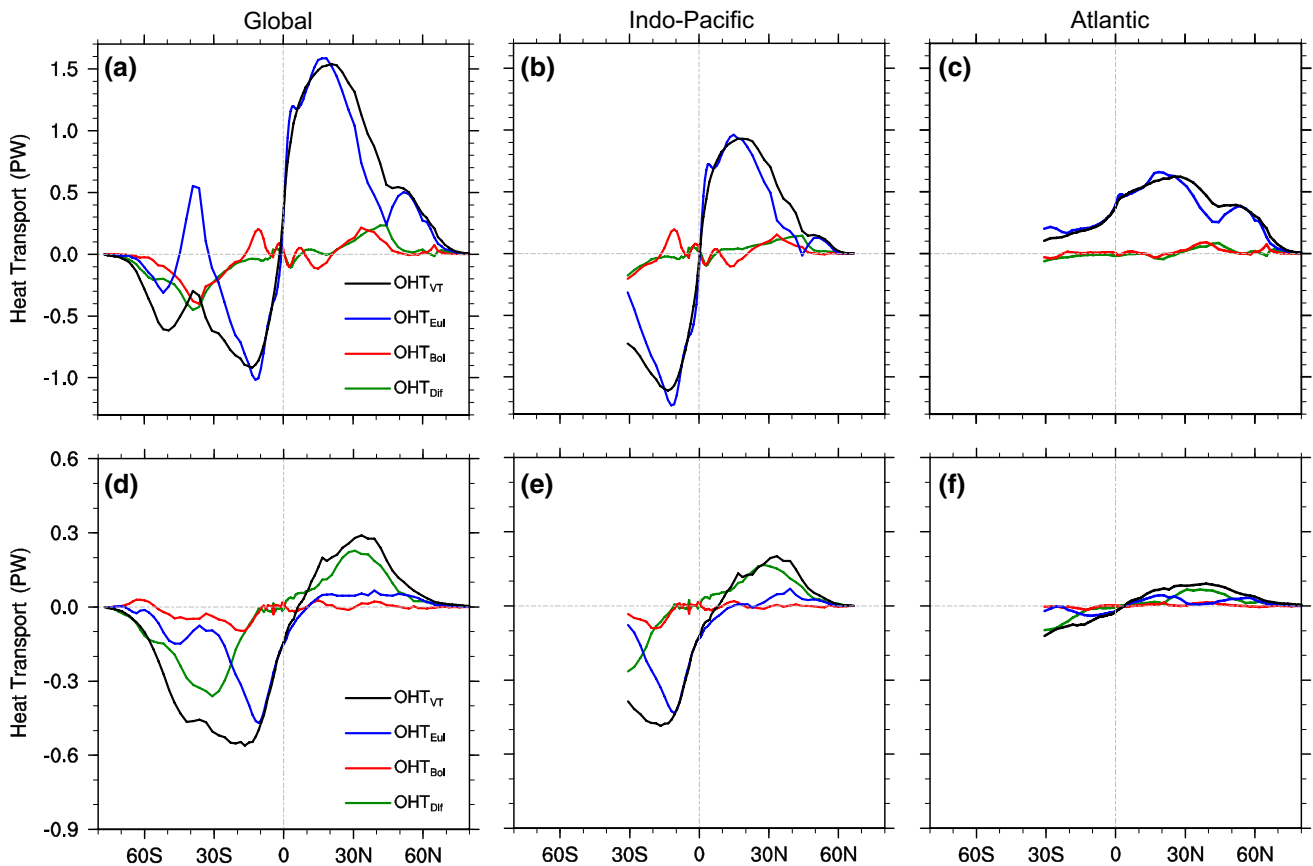 Global
Indo-Pacific
Atlantic
(a)
(b)
(c)
Heat Transport (PW)
1.5
1.0
0.5
0.0
-0.5
-1.0
OHT_VT
OHT_Eul
OHT_Bol
OHT_Dif
(d)
(e)
(f)
Heat Transport (PW)
0.6
0.3
0.0
-0.3
-0.6
-0.9
OHT_VT
OHT_Eul
OHT_Bol
OHT_Dif
60S 30S 0 30N 60N
60S 30S 0 30N 60N
60S 30S 0 30N 60N